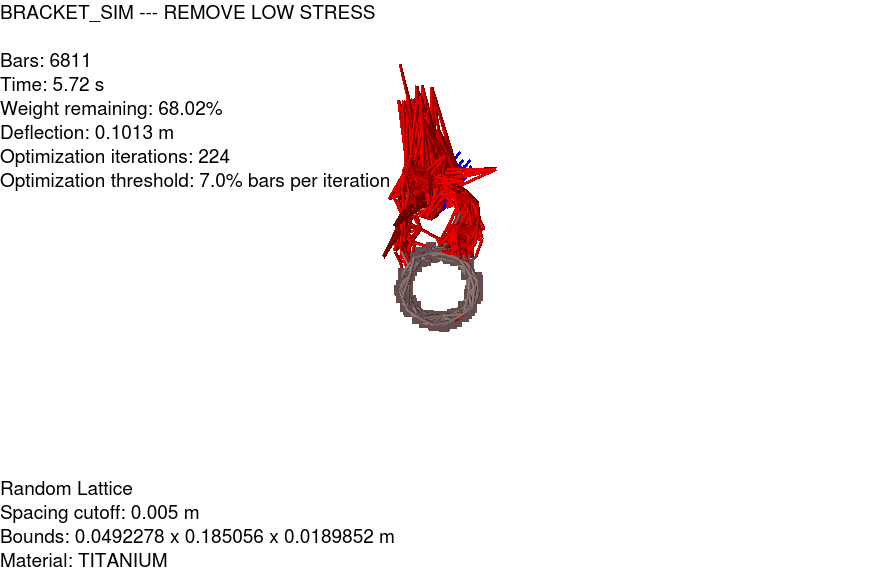 BRACKET_SIM --- REMOVE LOW STRESS
Bars: 6811
Time: 5.72 s
Weight remaining: 68.02%
Deflection: 0.1013 m
Optimization iterations: 224
Optimization threshold: 7.0% bars per iteration
Random Lattice
Spacing cutoff: 0.005 m
Bounds: 0.0492278 x 0.185056 x 0.0189852 m
Material: TITANIUM